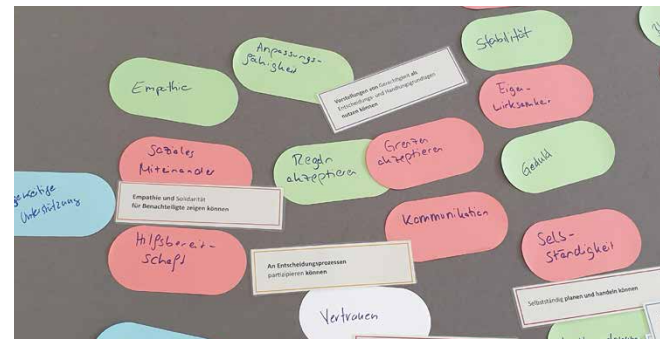 Anpassungs-
fähigkeit
Empathie
Vorstellungen von Gerechtigkeit als
Entscheidungs- und Handlungsgrundlagen
nutzen können
Stabilität
Eigen-
wirksamkei
Soziales
Miteinander
Regeln
akzeptieren
Grenzen
akzeptieren
Geduld
Unterstützung
Empathie und Solidarität
für Benachteiligte zeigen können
Kommunikation
Hilfsbereit-
schaft
An Entscheidungsprozessen
partizipieren können
Selbs-
ständigkeit
Selbstständig planen und handeln können
Vertrauen